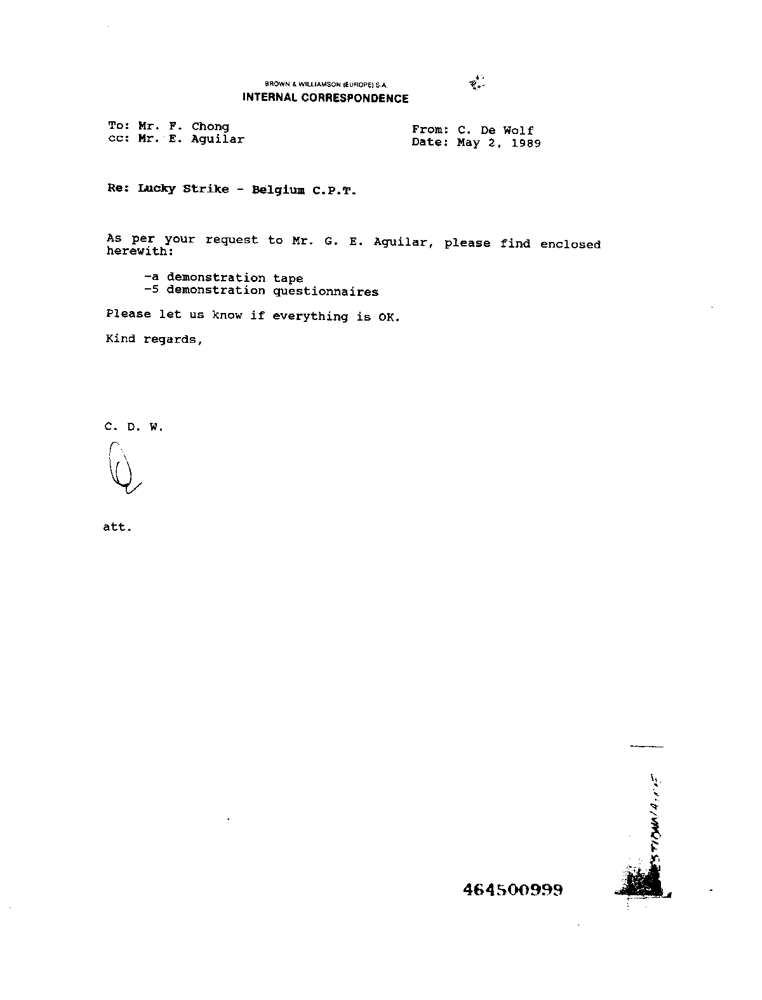 BROWN & WILLIAMSON (EUROPE) S.A.
INTERNAL CORRESPONDENCE
To: Mr. F. Chong
cc: Mr. E. Aguilar
From: C. De Wolf
Date: May 2, 1989
Re: Lucky Strike - Belgium C.P.T.
As per your request to Mr. G. E. Aguilar, please find enclosed
herewith:
-a demonstration tape
-5 demonstration questionnaires
Please let us know if everything is OK.
Kind regards,
C. D. W.
att.
464500999